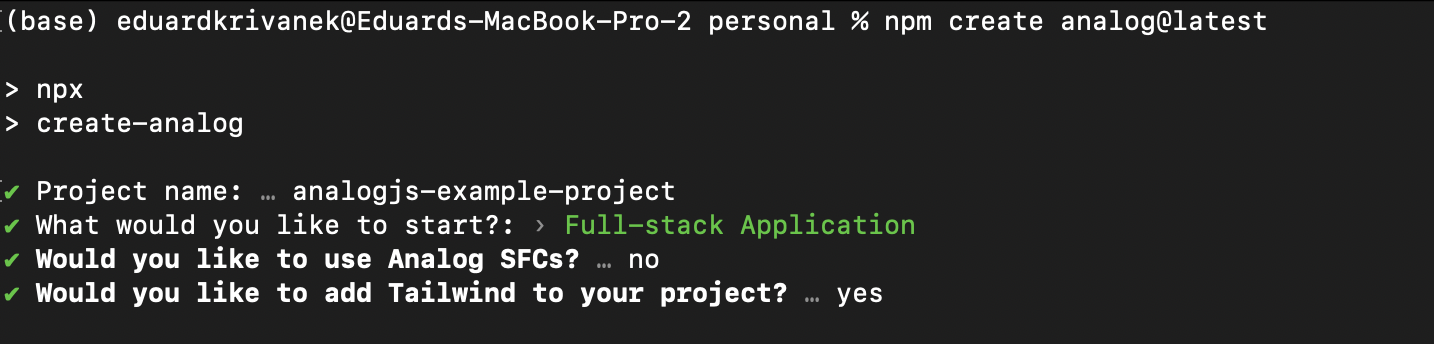 (base) eduardkrivanek@Eduards-MacBook-Pro-2 personal % npm create analog@latest
> npx
> create-analog
✔ Project name: … analogjs-example-project
✔ What would you like to start?: › Full-stack Application
✔ Would you like to use Analog SFCs? … no
✔ Would you like to add Tailwind to your project? … yes